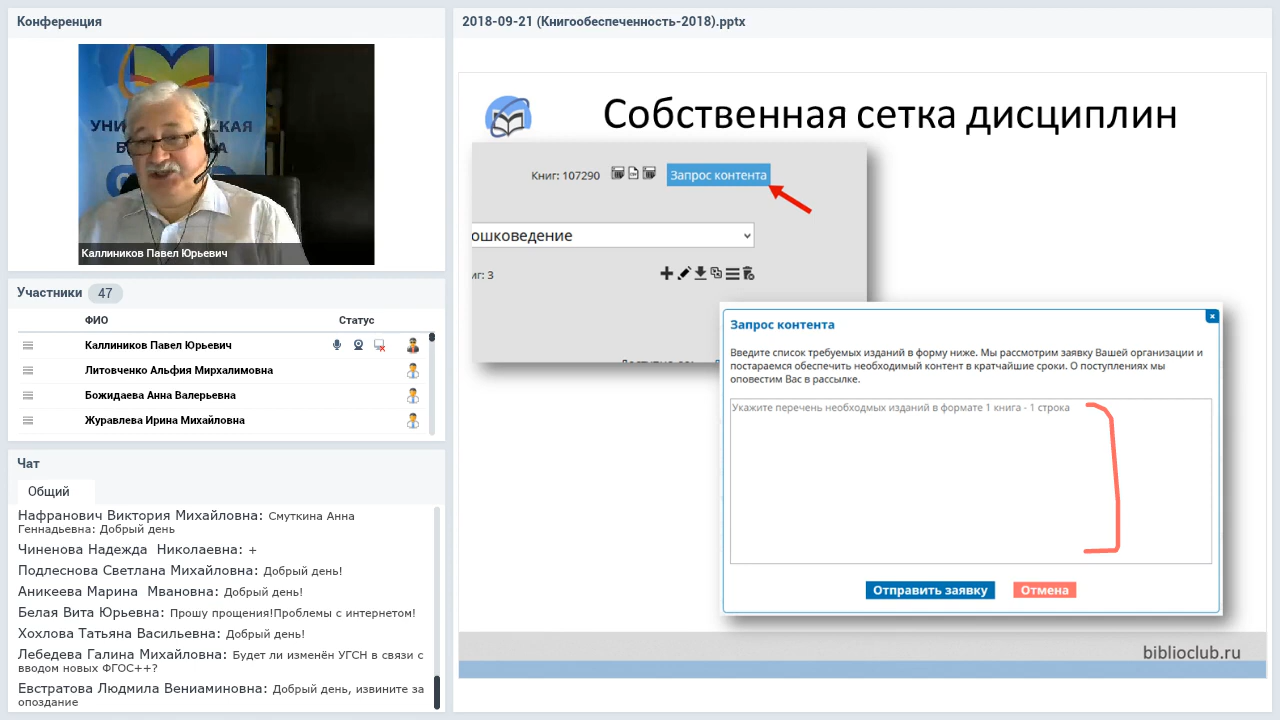 Конференция
УНИ
СКАЯ
Б
А
Каллиников Павел Юрьевич
Участники 47
ФИО Статус
Каллиников Павел Юрьевич
Литовченко Альфия Мирхалимовна
Божидаева Анна Валерьевна
Журавлева Ирина Михайловна
Чат
Общий
Нафранович Виктория Михайловна: Смуткина Анна
Геннадьевна: Добрый день
Чиненова Надежда Николаевна: +
Подлеснова Светлана Михайловна: Добрый день!
Аникеева Марина Мвановна: Добрый день!
Белая Вита Юрьевна: Прошу прощения!Проблемы с интернетом!
Хохлова Татьяна Васильевна: Добрый день!
Лебедева Галина Михайловна: Будет ли изменён УГСН в связи с
вводом новых ФГОС++?
Евстратова Людмила Вениаминовна: Добрый день, извините за
опоздание
2018-09-21 (Книгообеспеченность-2018).pptx
Собственная сетка дисциплин
Книг: 107290 Запрос контента
ошковедение
иг: 3
Запрос контента
Введите список требуемых изданий в форму ниже. Мы рассмотрим заявку Вашей организации и
постараемся обеспечить необходимый контент в кратчайшие сроки. О поступлениях мы
оповестим Вас в рассылке.
Укажите перечень необходмых изданий в формате 1 книга - 1 строка
Отправить заявку Отмена
biblioclub.ru